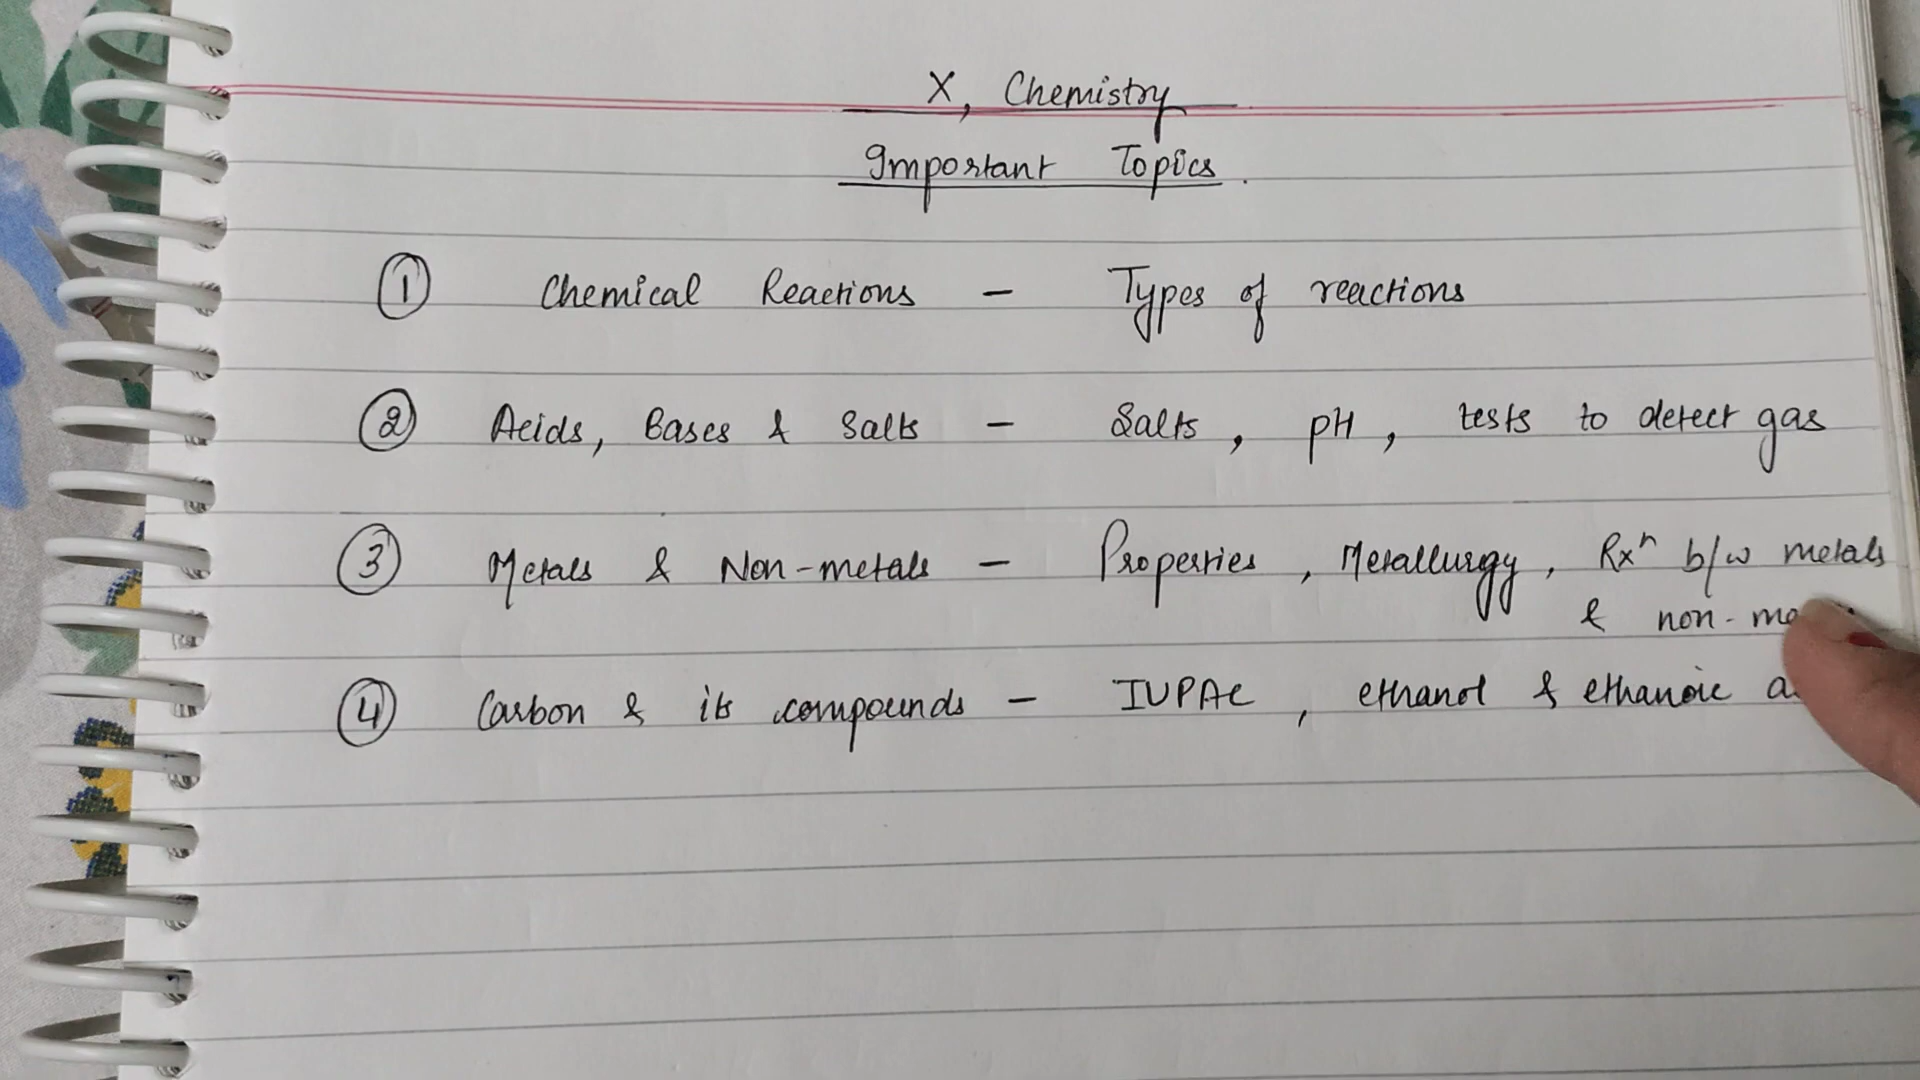 X, Chemistry
Important Topics.
① Chemical Reactions – Types of reactions
② Acids, Bases & Salts – Salts, pH, tests to detect gas
③ Metals & Non-metals – Properties, Metallurgy, Rxⁿ b/w metals
& non-
④ Carbon & its compounds – IUPAC, ethanol & ethanoic